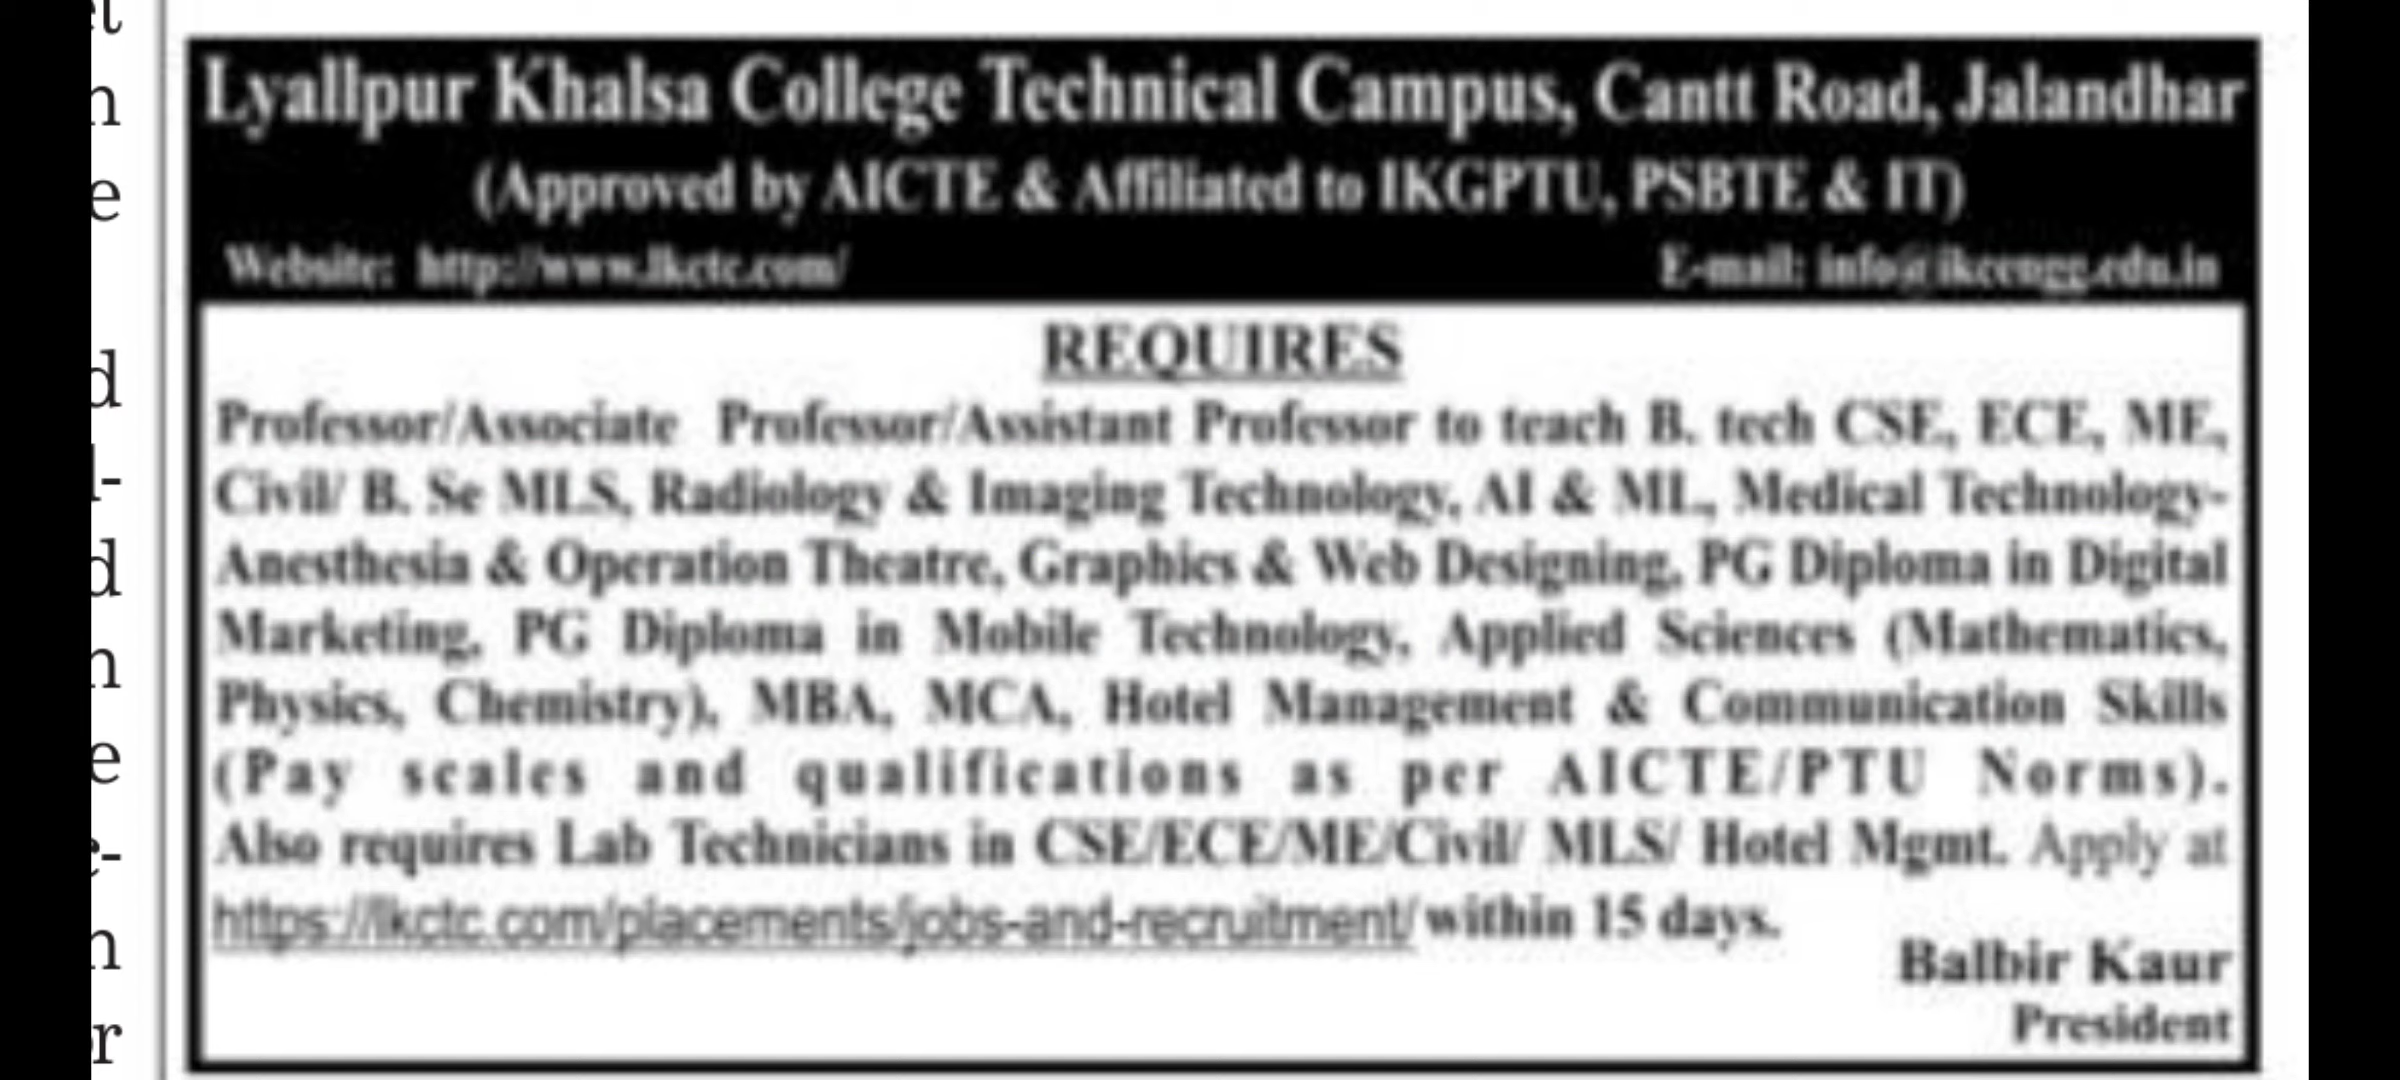 Lyallpur Khalsa College Technical Campus, Cantt Road, Jalandhar
(Approved by AICTE & Affiliated to IKGPTU, PSBTE & IT)
Website: http://www.lkctc.com/ E-mail: info@ikcengg.edu.in
REQUIRES
Professor/Associate Professor/Assistant Professor to teach B. tech CSE, ECE, ME,
Civil/ B. Sc MLS, Radiology & Imaging Technology, AI & ML, Medical Technology-
Anesthesia & Operation Theatre, Graphics & Web Designing, PG Diploma in Digital
Marketing, PG Diploma in Mobile Technology, Applied Sciences (Mathematics,
Physics, Chemistry), MBA, MCA, Hotel Management & Communication Skills
(Pay scales and qualifications as per AICTE/PTU Norms).
Also requires Lab Technicians in CSE/ECE/ME/Civil/ MLS/ Hotel Mgmt. Apply at
https://lkctc.com/placements/jobs-and-recruitment/ within 15 days.
Balbir Kaur
President